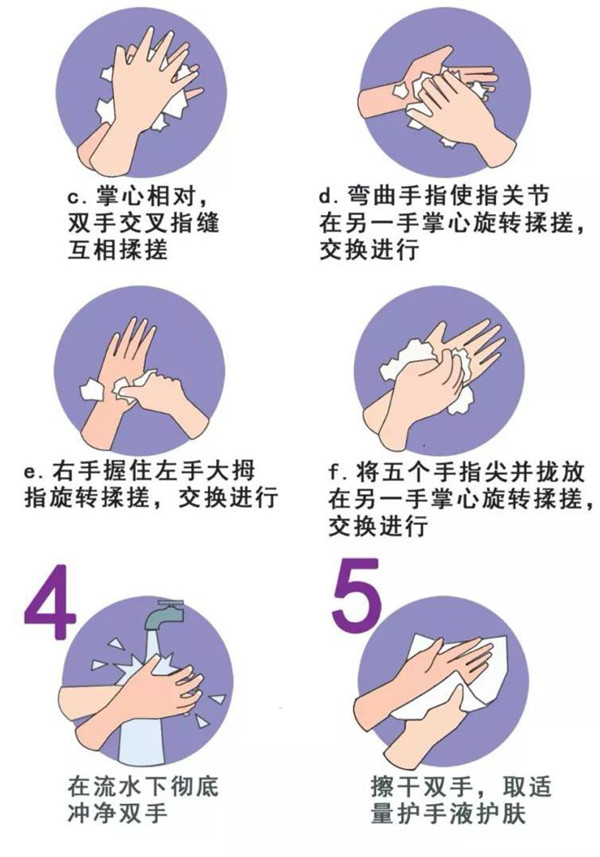 c. 掌心相对，
双手交叉指缝
互相揉搓
d. 弯曲手指使指关节
在另一手掌心旋转揉搓，
交换进行
e. 右手握住左手大拇
指旋转揉搓，交换进行
f. 将五个手指尖并拢放
在另一手掌心旋转揉搓，
交换进行
4
在流水下彻底
冲净双手
5
擦干双手，取适
量护手液护肤